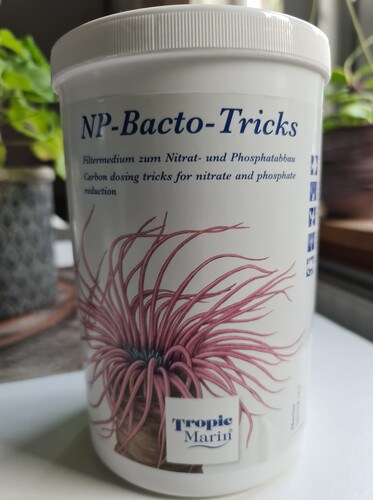 NP-Bacto-Tricks
Filtermedium zum Nitrat- und Phosphatabbau
Carbon dosing tricks for nitrate and phosphate
reduction
Tropic
Marin®